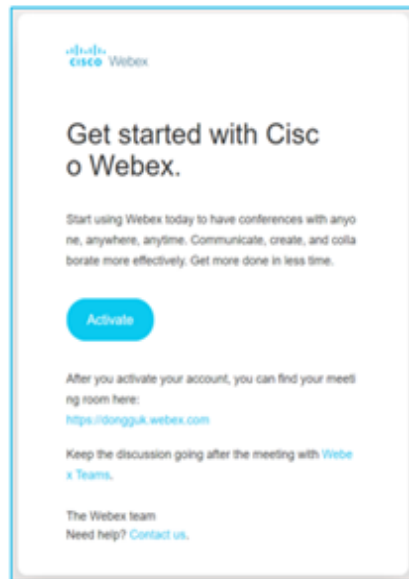 CISCO Webex
Get started with Cisc
o Webex.
Start using Webex today to have conferences with anyo
ne, anywhere, anytime. Communicate, create, and colla
borate more effectively. Get more done in less time.
Activate
After you activate your account, you can find your meeti
ng room here:
https://dongguk.webex.com
Keep the discussion going after the meeting with Webe
x Teams.
The Webex team
Need help? Contact us.